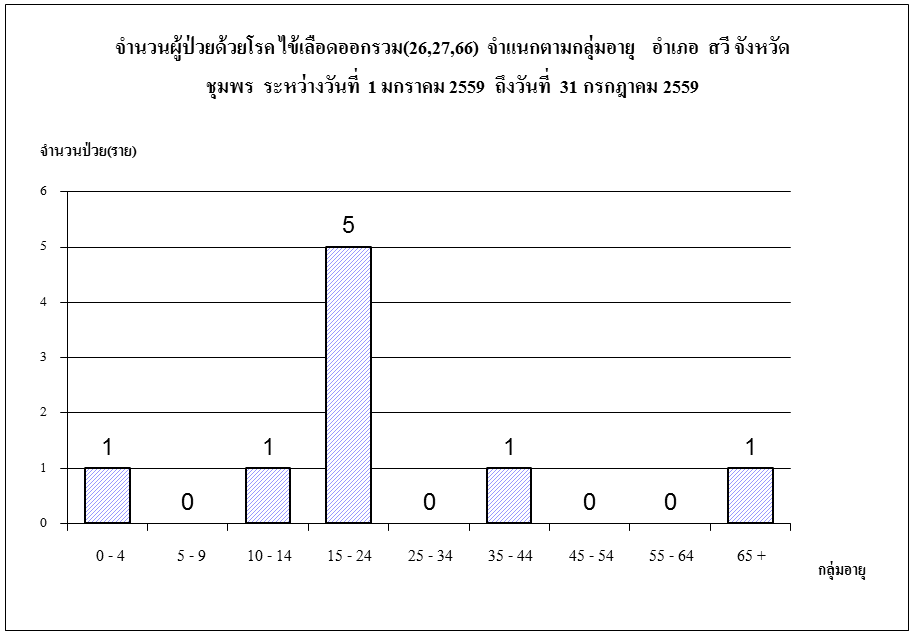 จำนวนผู้ป่วยด้วยโรค ไข้เลือดออกรวม(26,27,66) จำแนกตามกลุ่มอายุ อำเภอ สวี จังหวัด
ชุมพร ระหว่างวันที่ 1 มกราคม 2559 ถึงวันที่ 31 กรกฎาคม 2559
จำนวนป่วย(ราย)
6
5
5
4
3
2
1 1 1 1
1
0 0 0 0
0
0 - 4 5 - 9 10 - 14 15 - 24 25 - 34 35 - 44 45 - 54 55 - 64 65 +
กลุ่มอายุ